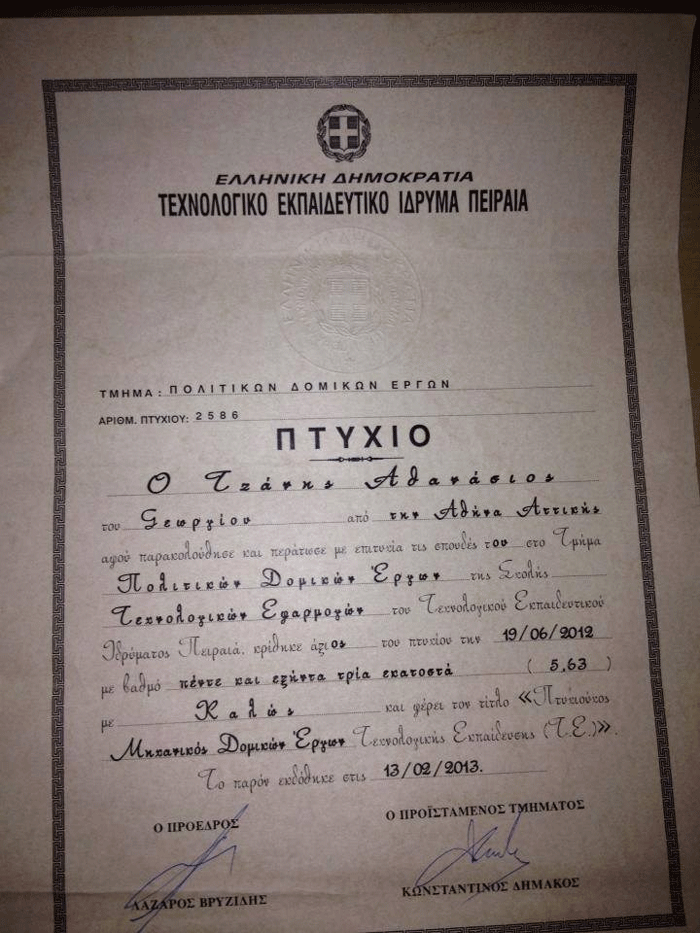 ΕΛΛΗΝΙΚΗ ΔΗΜΟΚΡΑΤΙΑ
ΤΕΧΝΟΛΟΓΙΚΟ ΕΚΠΑΙΔΕΥΤΙΚΟ ΙΔΡΥΜΑ ΠΕΙΡΑΙΑ
ΤΜΗΜΑ: ΠΟΛΙΤΙΚΩΝ ΔΟΜΙΚΩΝ ΕΡΓΩΝ
ΑΡΙΘΜ. ΠΤΥΧΙΟΥ: 2586
ΠΤΥΧΙΟ
Ο Τζάνης Αθανάσιος
του Γεωργίου από την Αθήνα Αττικής
αφού παρακολούθησε και περάτωσε με επιτυχία τις σπουδές του στο Τμήμα
Πολιτικών Δομικών Έργων της Σχολής
Τεχνολογικών Εφαρμογών του Τεχνολογικού Εκπαιδευτικού
Ιδρύματος Πειραιά, κρίθηκε άξιος του πτυχίου την 19/06/2012
με βαθμό πέντε και εξήντα τρία εκατοστά (5,63)
με Καλώς και φέρει τον τίτλο «Πτυχιούχος
Μηχανικός Δομικών Έργων Τεχνολογικής Εκπαίδευσης (Τ.Ε.)».
Το παρόν εκδόθηκε στις 13/02/2013.
Ο ΠΡΟΕΔΡΟΣ Ο ΠΡΟΪΣΤΑΜΕΝΟΣ ΤΜΗΜΑΤΟΣ
ΛΑΖΑΡΟΣ ΒΡΥΖΙΔΗΣ ΚΩΝΣΤΑΝΤΙΝΟΣ ΔΗΜΑΚΟΣ